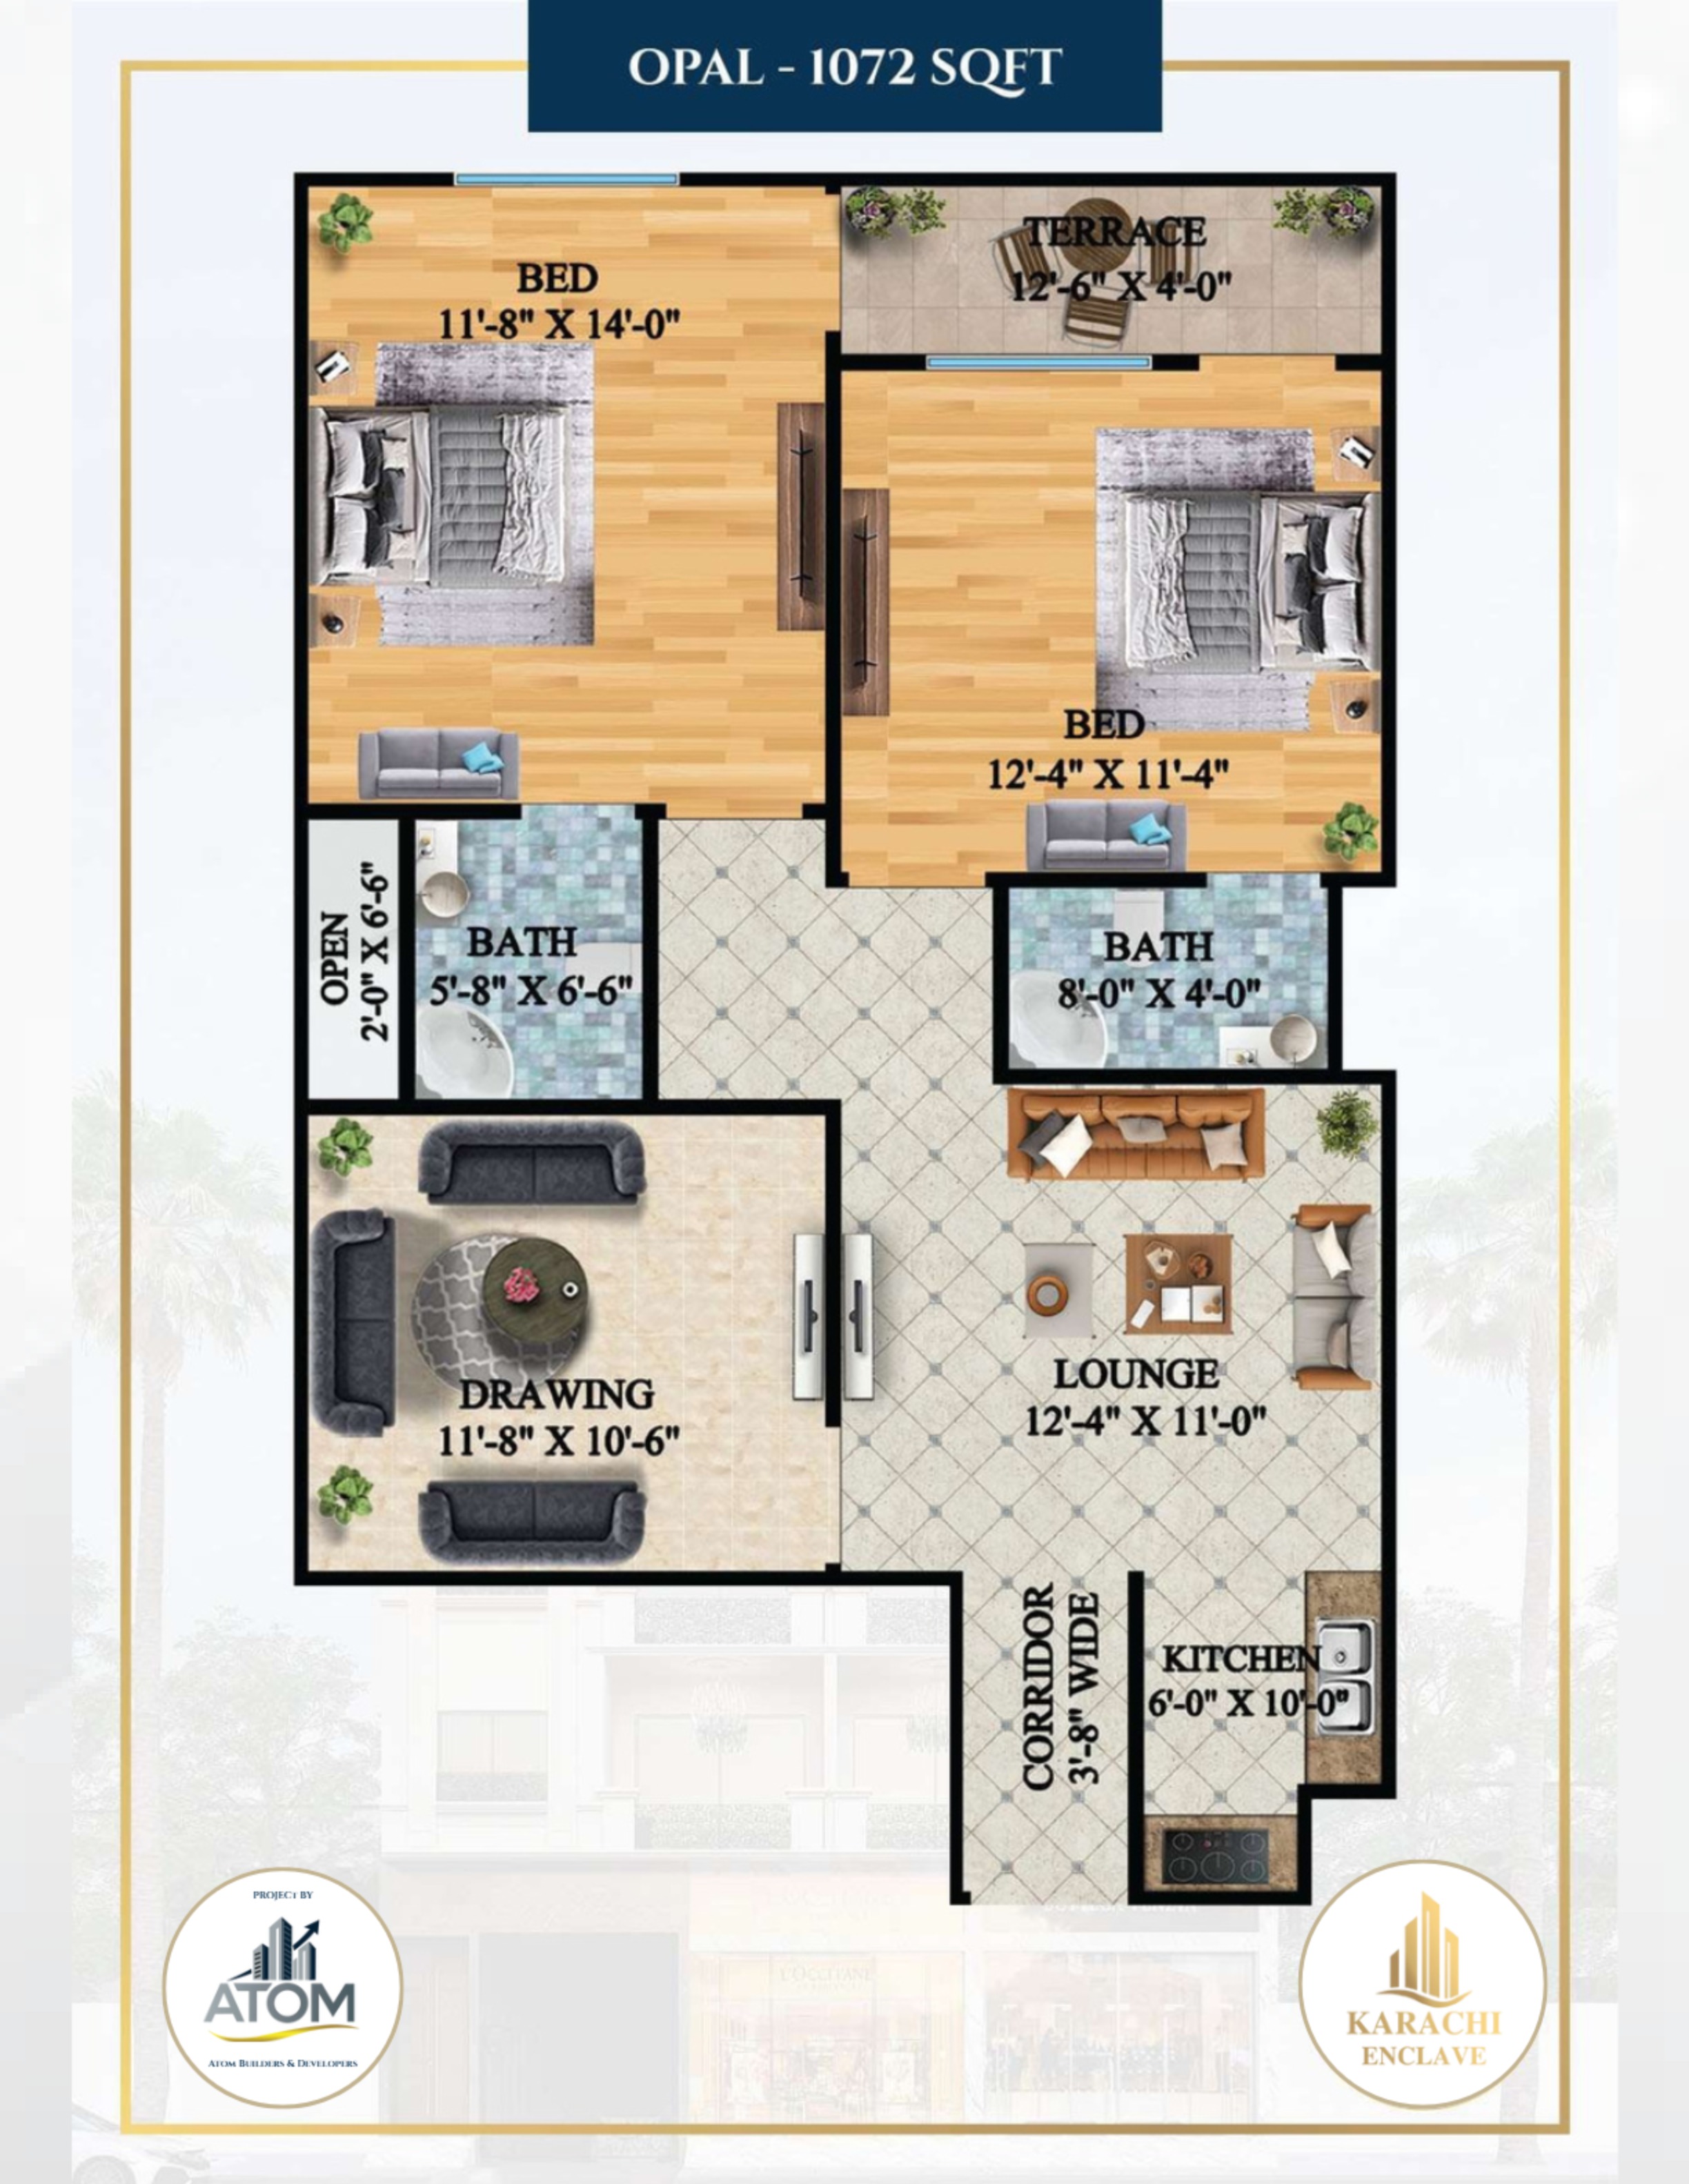 OPAL - 1072 SQFT
TERRACE
12'-6" X 4'-0"
BED
11'-8" X 14'-0"
BED
12'-4" X 11'-4"
OPEN
2'-0" X 6'-6"
BATH
5'-8" X 6'-6"
BATH
8'-0" X 4'-0"
DRAWING
11'-8" X 10'-6"
LOUNGE
12'-4" X 11'-0"
CORRIDOR
3'-8" WIDE
KITCHEN
6'-0" X 10'-0"
PROJECT BY
ATOM
ATOM BUILDERS & DEVELOPERS
KARACHI
ENCLAVE
L'OCCITANE